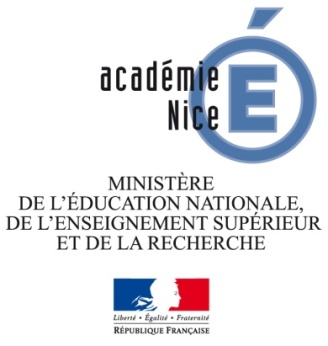 académie
Nice
É
MINISTÈRE
DE L'ÉDUCATION NATIONALE,
DE L'ENSEIGNEMENT SUPÉRIEUR
ET DE LA RECHERCHE
Liberté • Égalité • Fraternité
RÉPUBLIQUE FRANÇAISE